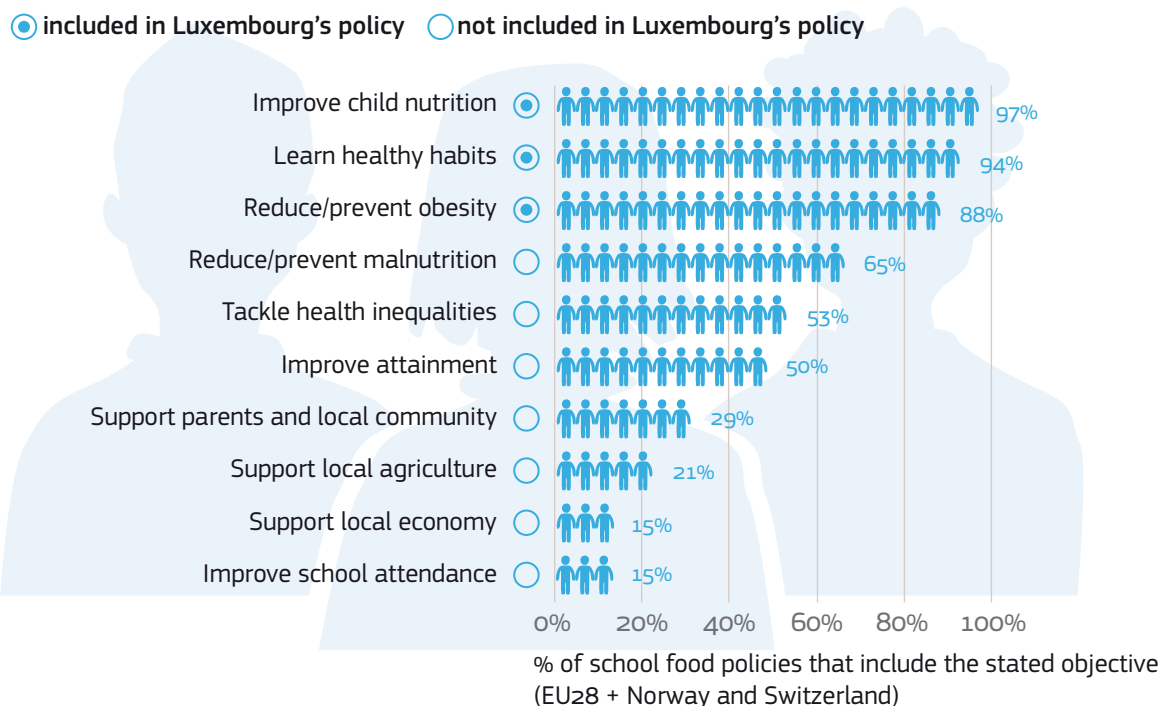 included in Luxembourg's policy not included in Luxembourg's policy
Improve child nutrition 97%
Learn healthy habits 94%
Reduce/prevent obesity 88%
Reduce/prevent malnutrition 65%
Tackle health inequalities 53%
Improve attainment 50%
Support parents and local community 29%
Support local agriculture 21%
Support local economy 15%
Improve school attendance 15%
0% 20% 40% 60% 80% 100%
% of school food policies that include the stated objective
(EU28 + Norway and Switzerland)